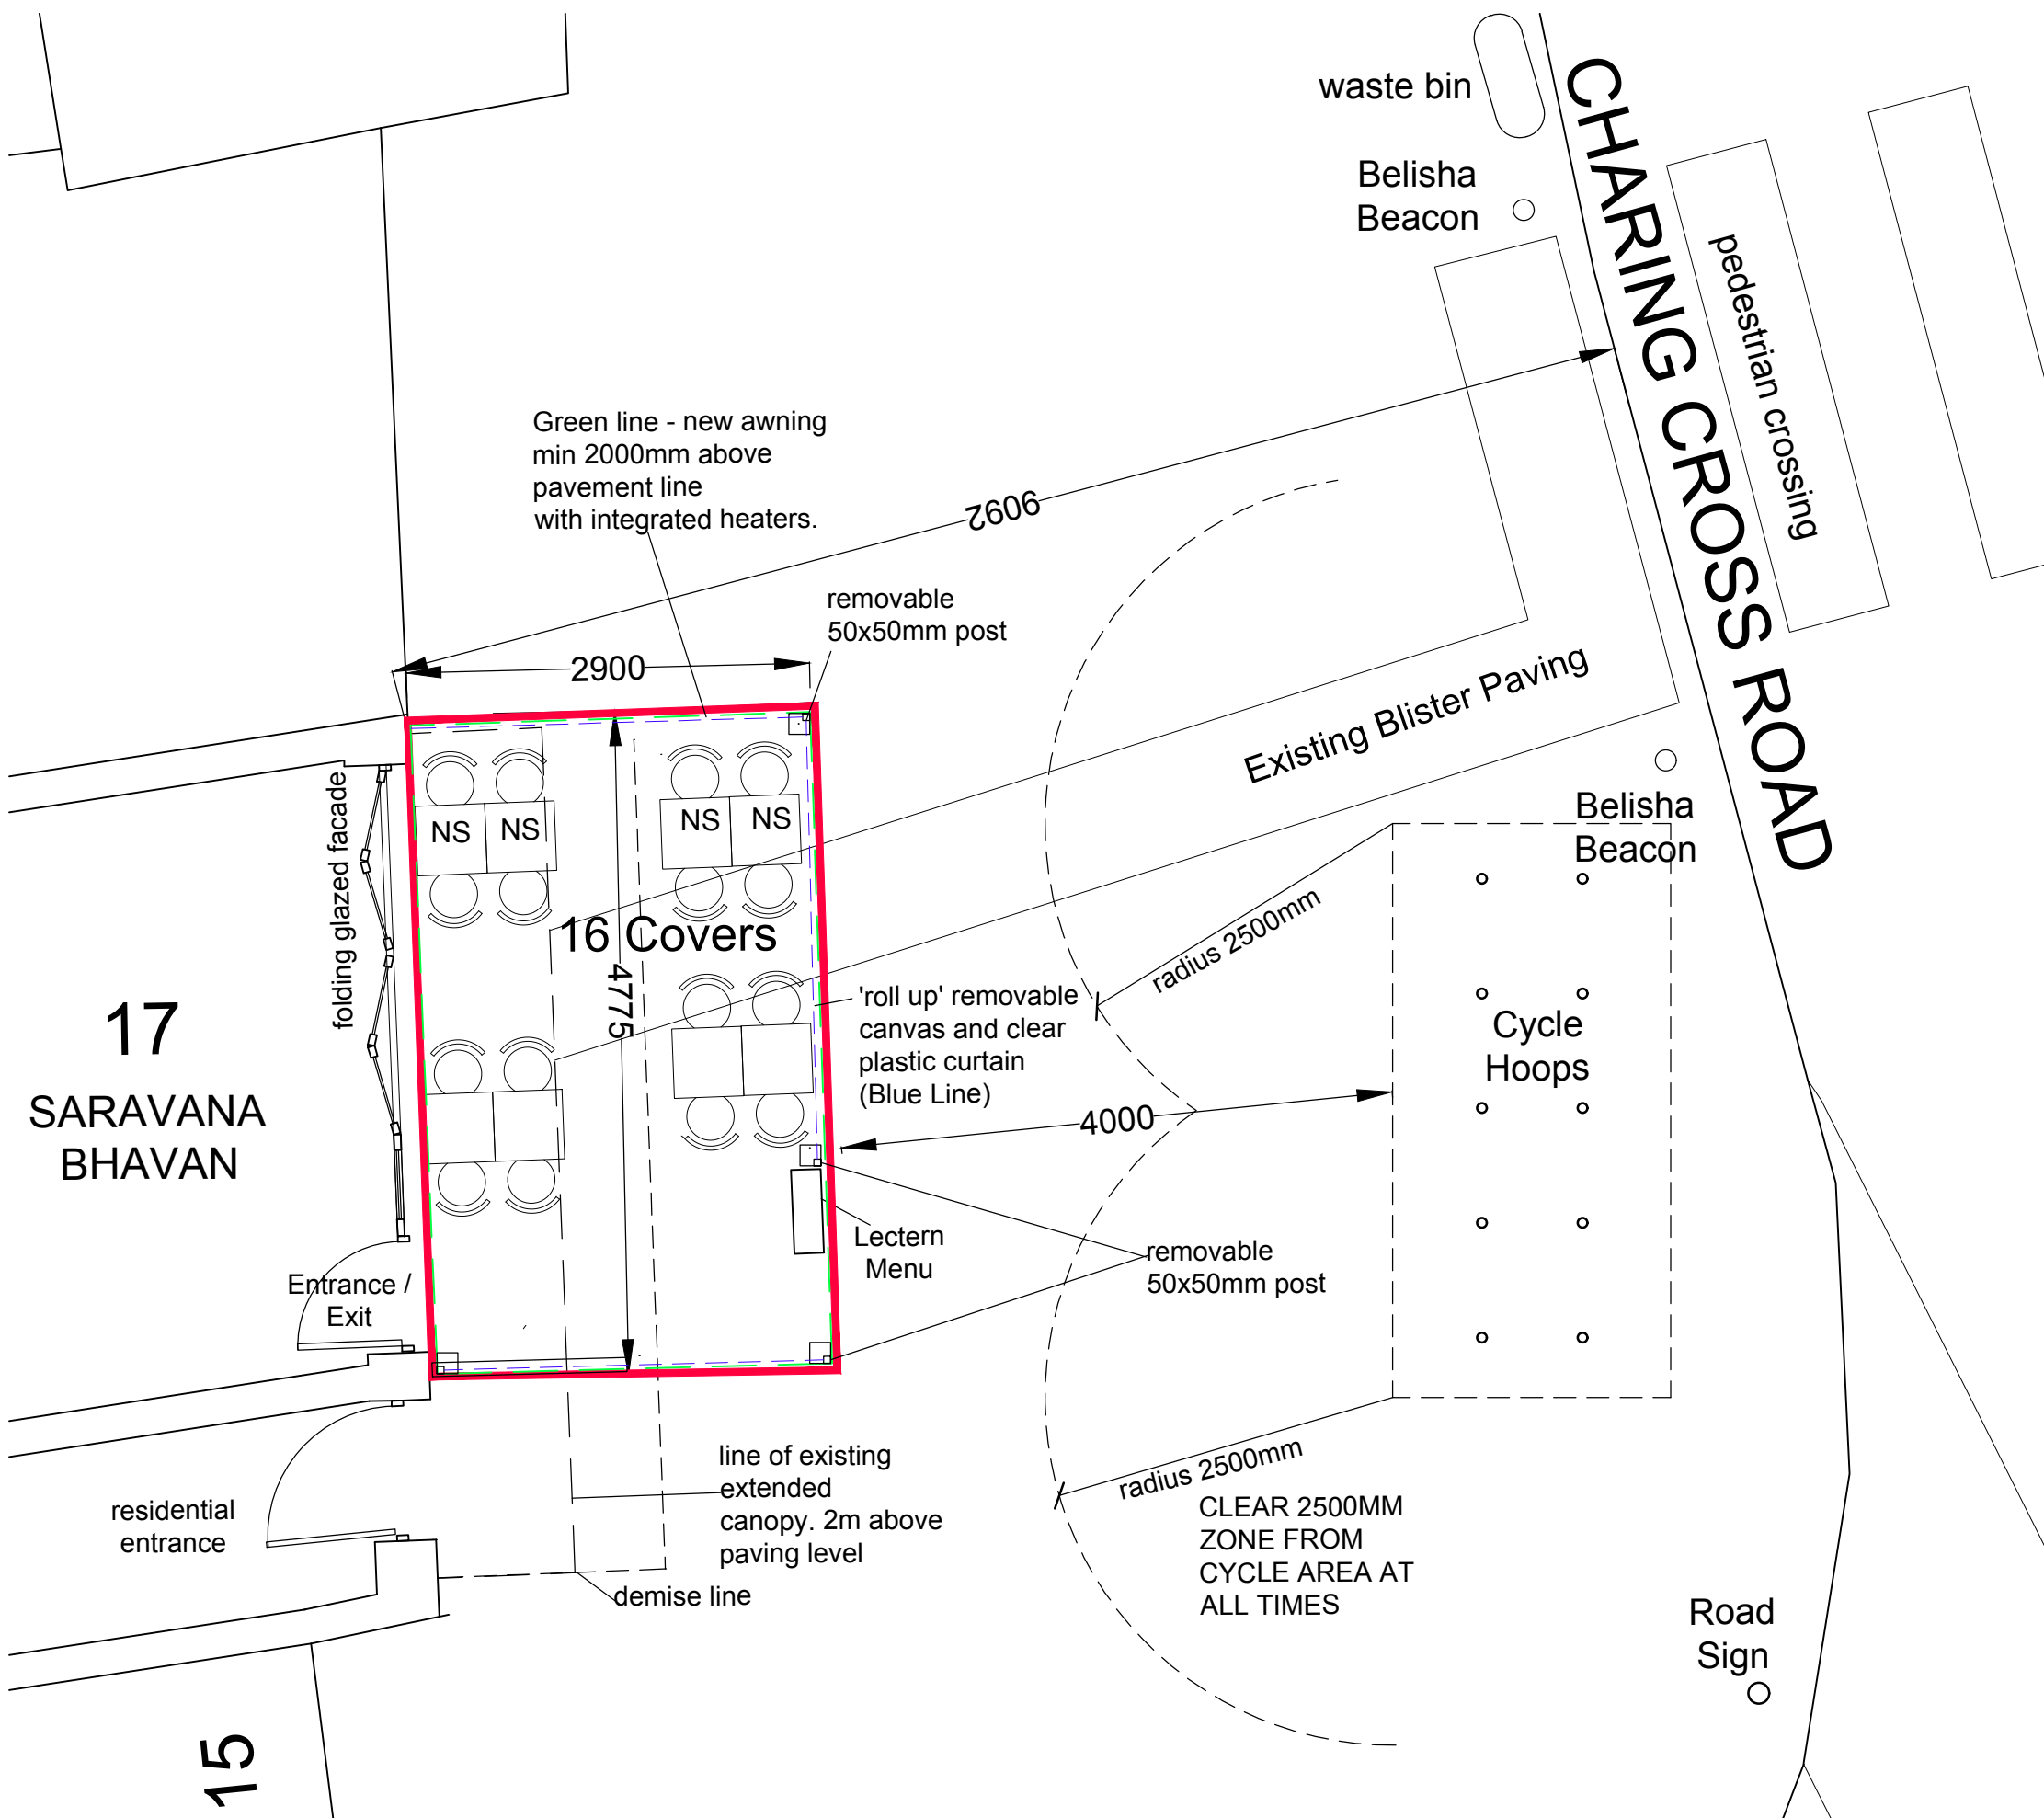 waste bin
Belisha
Beacon
CHARING CROSS ROAD
pedestrian crossing
Green line - new awning
min 2000mm above
pavement line
with integrated heaters.
9092
removable
50x50mm post
2900
Existing Blister Paving
folding glazed facade
NS
NS
NS
NS
16 Covers
4775
Belisha
Beacon
radius 2500mm
'roll up' removable
canvas and clear
plastic curtain
(Blue Line)
Cycle
Hoops
17
SARAVANA
BHAVAN
4000
Lectern
Menu
removable
50x50mm post
Entrance /
Exit
line of existing
extended
canopy. 2m above
paving level
radius 2500mm
CLEAR 2500MM
ZONE FROM
CYCLE AREA AT
ALL TIMES
residential
entrance
demise line
Road
Sign
15